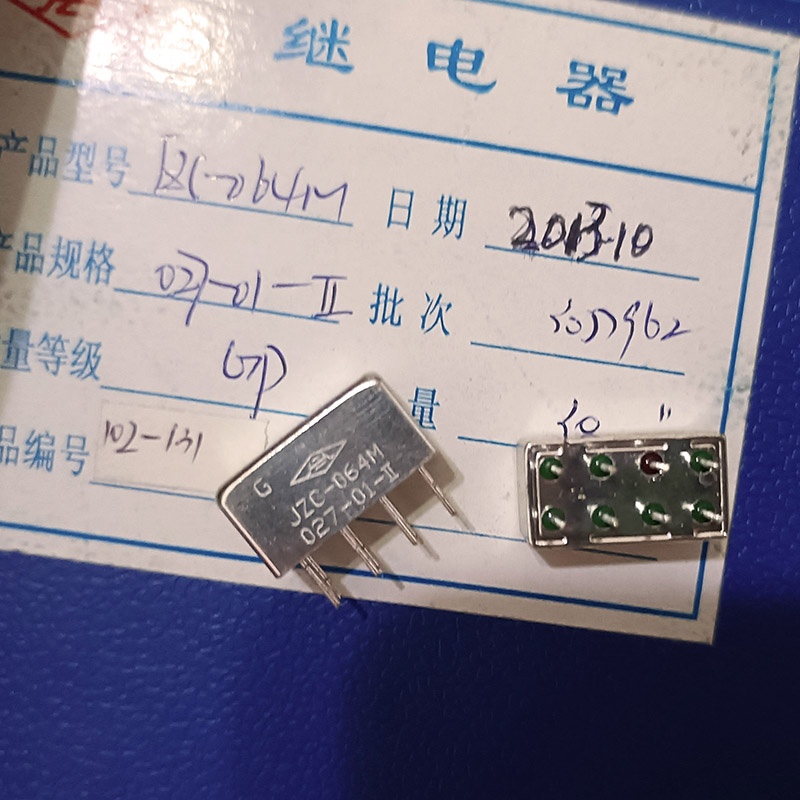 继电器
产品型号 JZC-064M 日期 2013.10
产品规格 027-01-II 批次
量等级 G
量
品编号 102-131
G
JZC-064M
027-01-II